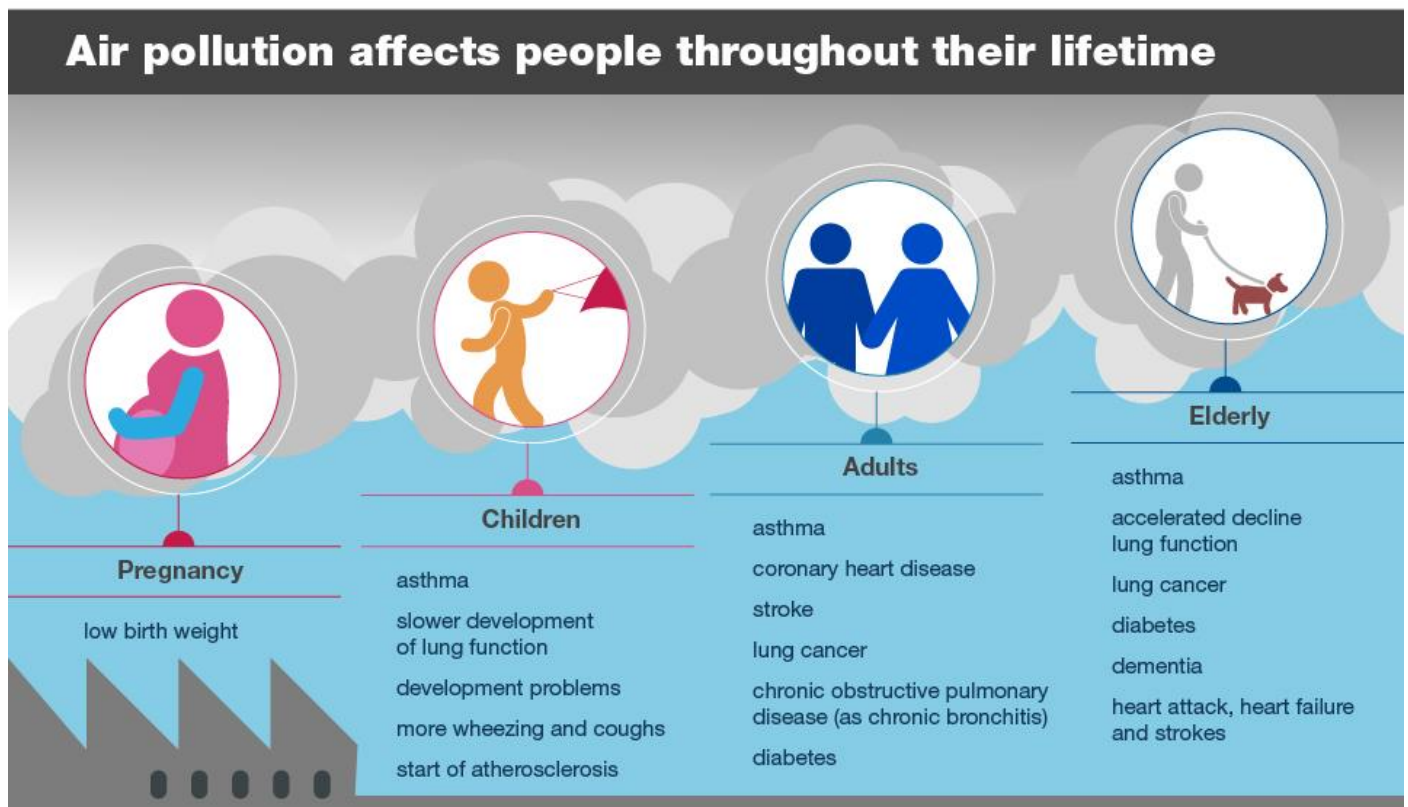 Air pollution affects people throughout their lifetime
Pregnancy
low birth weight
Children
asthma
slower development
of lung function
development problems
more wheezing and coughs
start of atherosclerosis
Adults
asthma
coronary heart disease
stroke
lung cancer
chronic obstructive pulmonary
disease (as chronic bronchitis)
diabetes
Elderly
asthma
accelerated decline
lung function
lung cancer
diabetes
dementia
heart attack, heart failure
and strokes